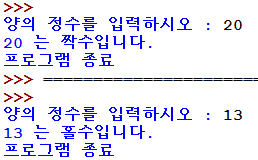 >>>
양의 정수를 입력하시오 : 20
20 는 짝수입니다.
프로그램 종료
>>> ======================
>>>
양의 정수를 입력하시오 : 13
13 는 홀수입니다.
프로그램 종료